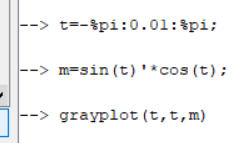 --> t=-%pi:0.01:%pi;
--> m=sin(t)'*cos(t);
--> grayplot(t,t,m)